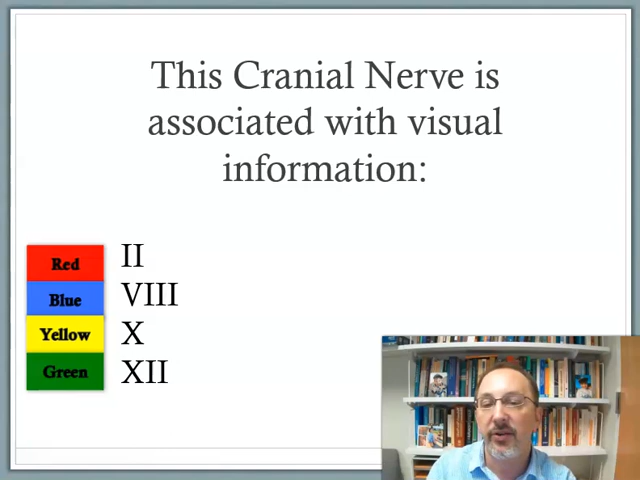 This Cranial Nerve is
associated with visual
information:
Red II
Blue VIII
Yellow X
Green XII